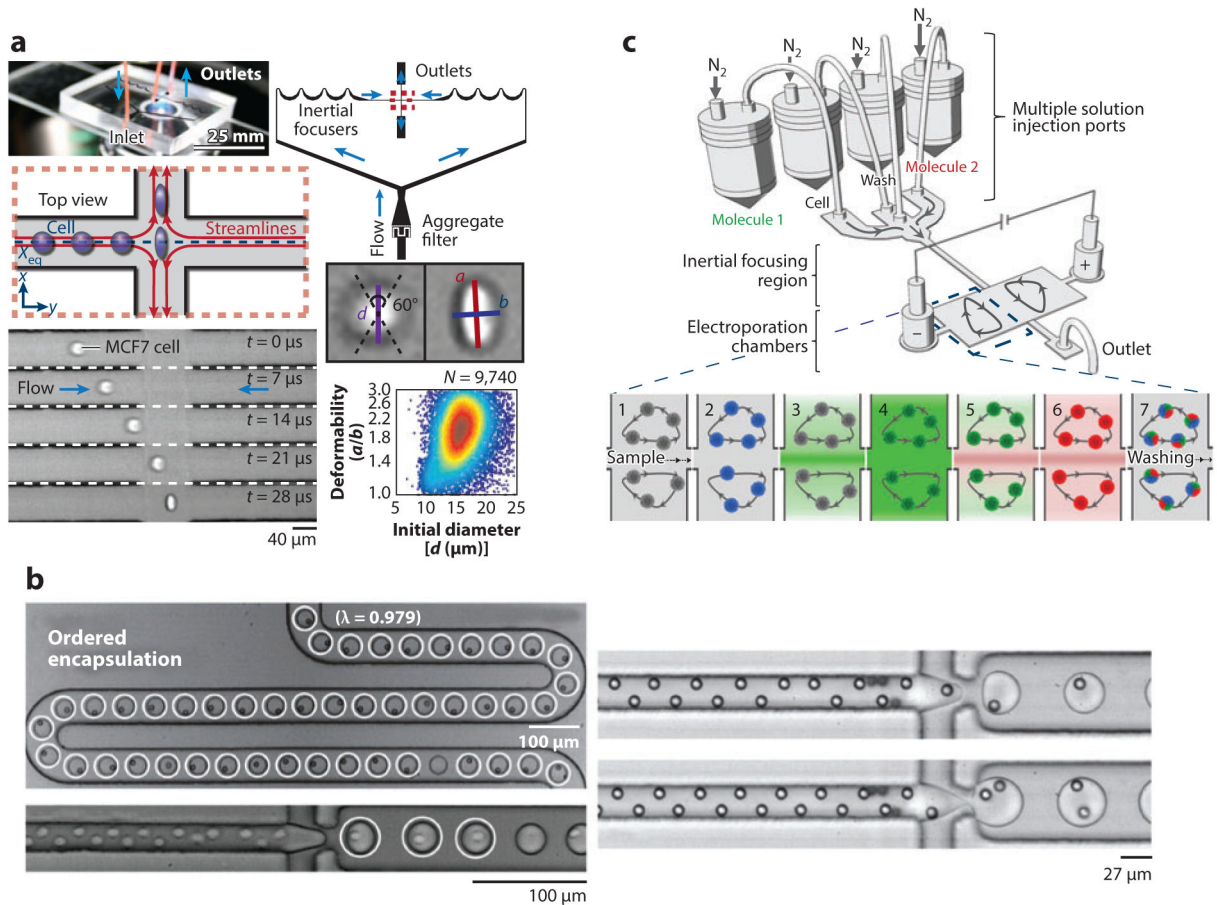 a
Outlets
Inlet
25 mm
Outlets
Inertial
focusers
Flow
Aggregate
filter
Top view
Cell
Streamlines
Xeq
x
y
d
60°
a
b
MCF7 cell
t = 0 µs
Flow
t = 7 µs
t = 14 µs
t = 21 µs
t = 28 µs
40 µm
N = 9,740
Deformability
(a/b)
3.0
2.6
2.2
1.8
1.4
1.0
5 10 15 20 25
Initial diameter
[d (µm)]
c
N2
N2
N2
N2
Multiple solution
injection ports
Molecule 1
Cell
Wash
Molecule 2
Inertial focusing
region
Electroporation
chambers
+
−
Outlet
1 2 3 4 5 6 7
Sample
Washing
b
(λ = 0.979)
Ordered
encapsulation
100 µm
100 µm
27 µm